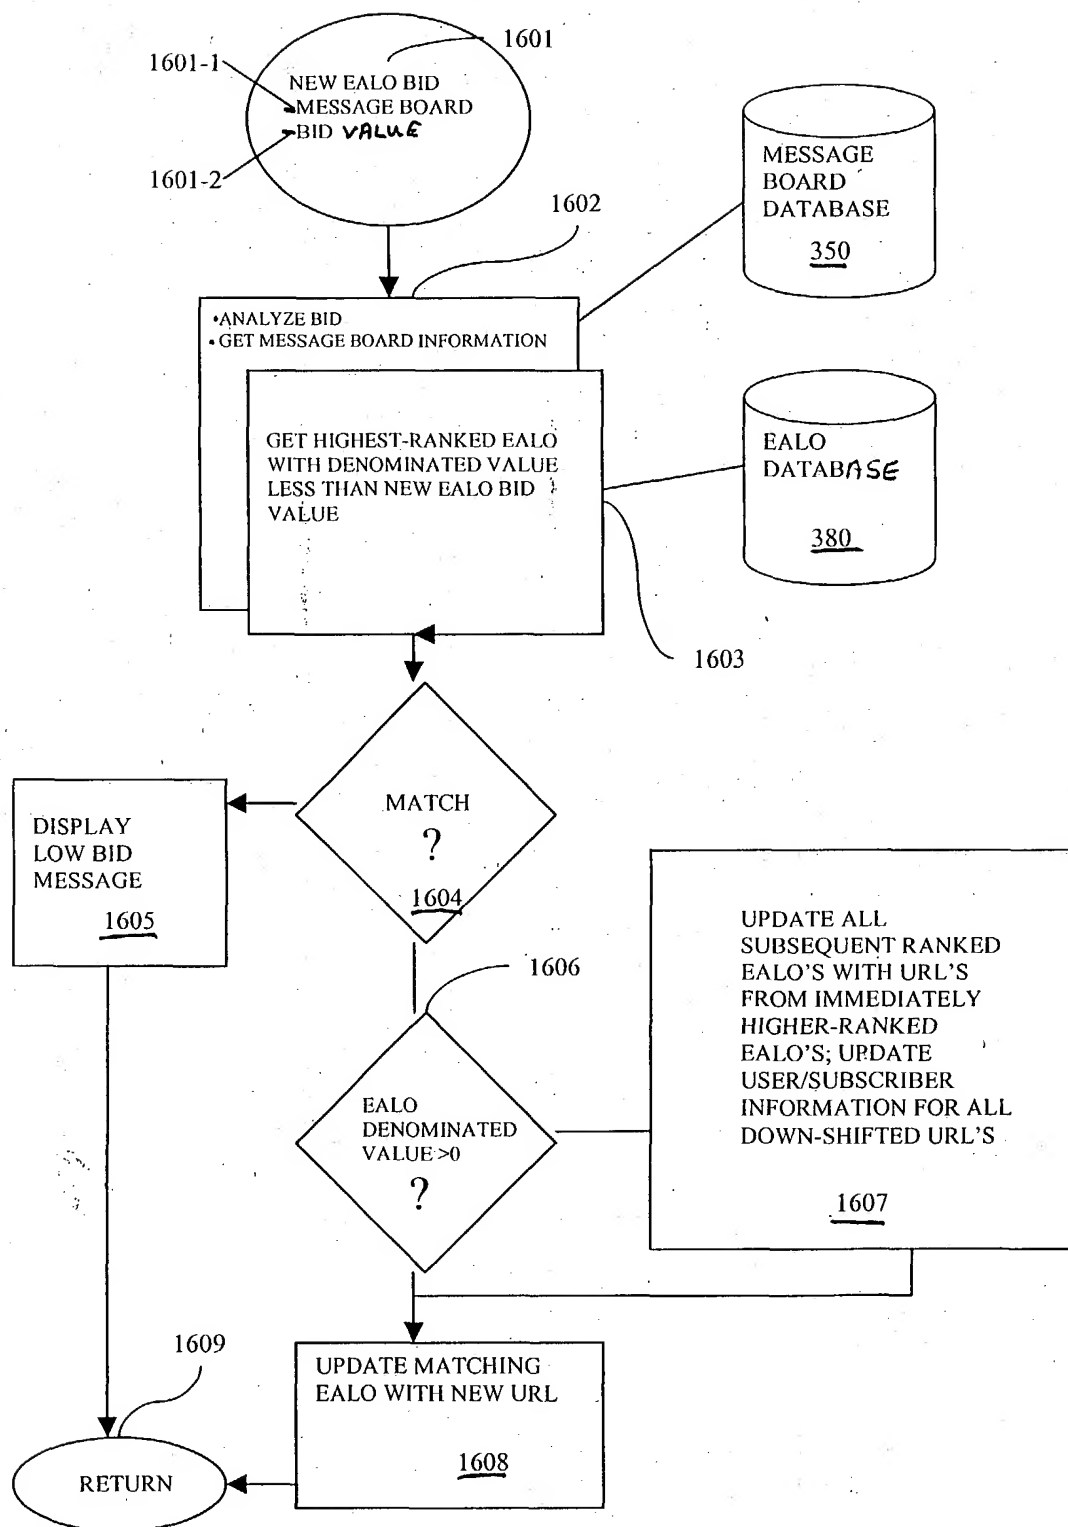 1601
1601-1
NEW EALO BID
-MESSAGE BOARD
-BID VALUE
1601-2
MESSAGE
BOARD
DATABASE
350
1602
•ANALYZE BID
•GET MESSAGE BOARD INFORMATION
GET HIGHEST-RANKED EALO
WITH DENOMINATED VALUE
LESS THAN NEW EALO BID
VALUE
EALO
DATABASE
380
1603
MATCH
?
1604
DISPLAY
LOW BID
MESSAGE
1605
1606
EALO
DENOMINATED
VALUE >0
?
UPDATE ALL
SUBSEQUENT RANKED
EALO'S WITH URL'S
FROM IMMEDIATELY
HIGHER-RANKED
EALO'S; UPDATE
USER/SUBSCRIBER
INFORMATION FOR ALL
DOWN-SHIFTED URL'S
1607
1609
UPDATE MATCHING
EALO WITH NEW URL
1608
RETURN